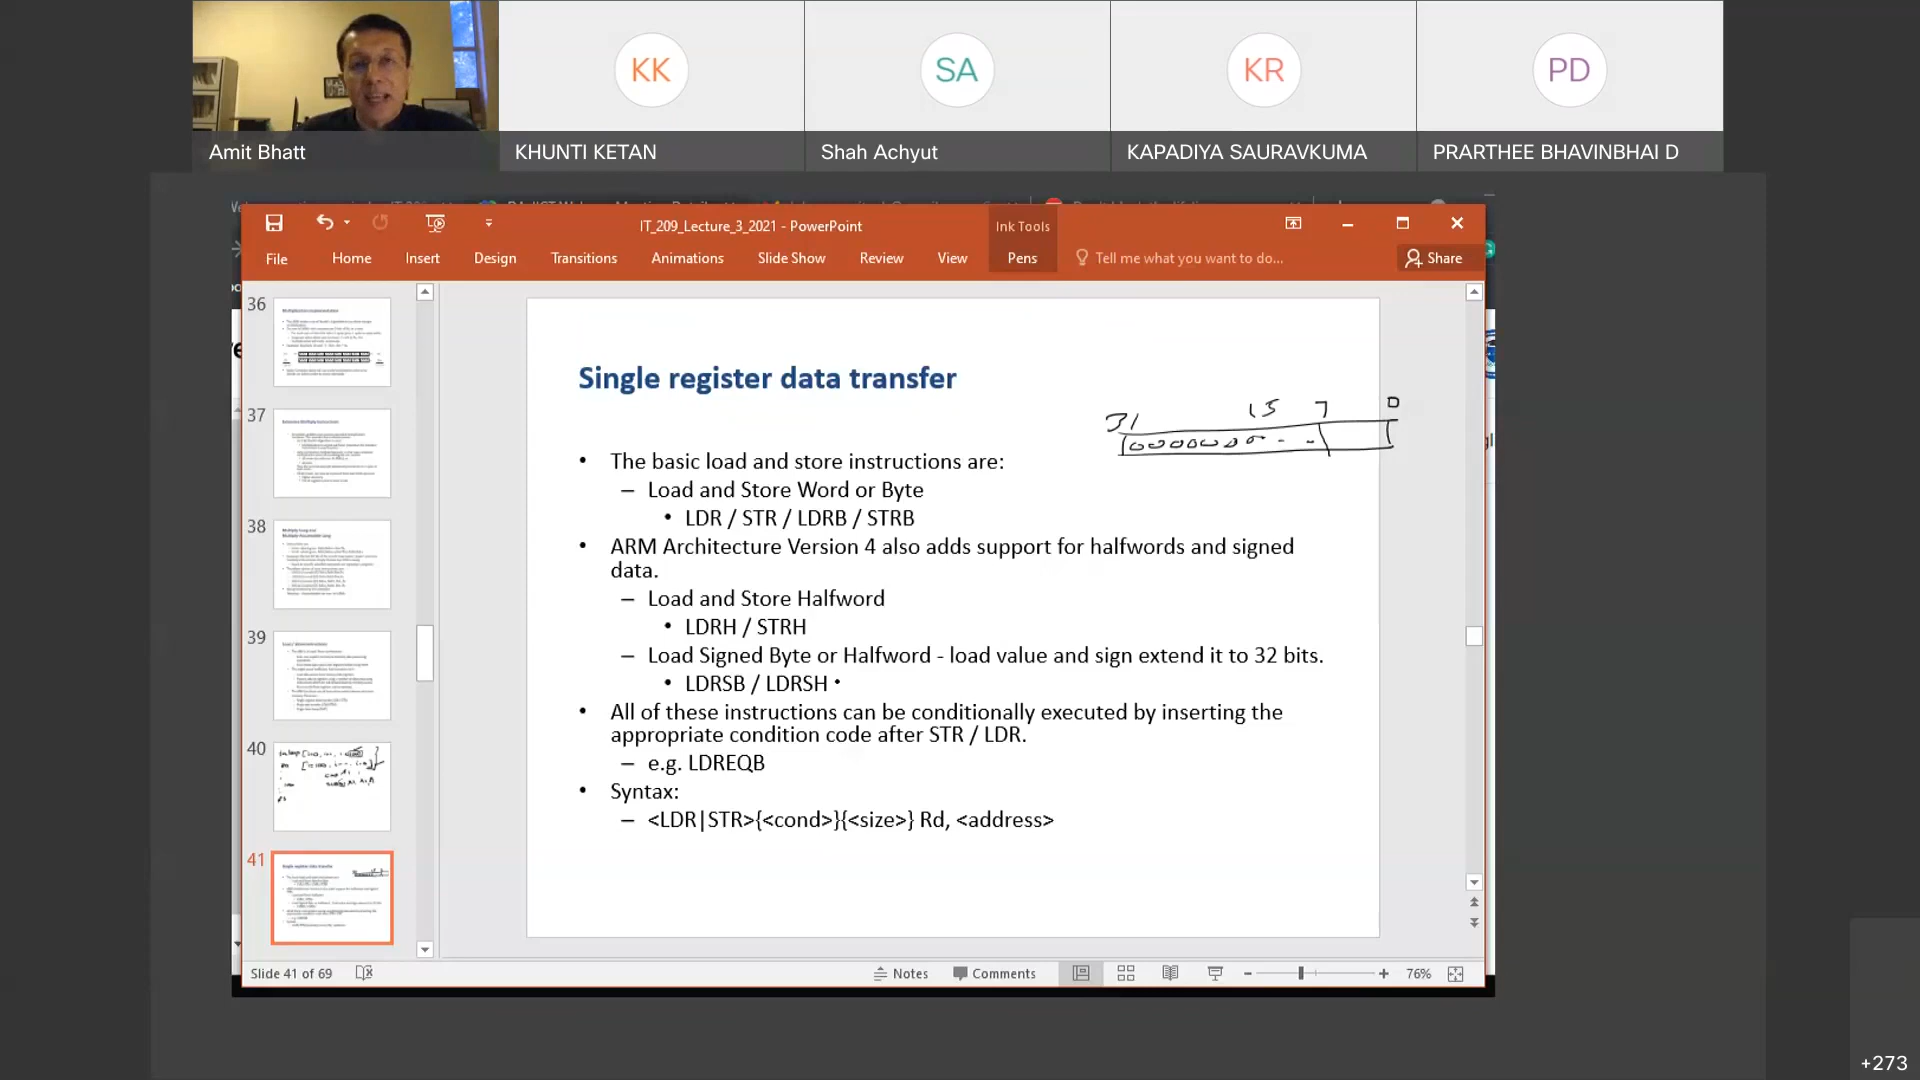 KK
SA
KR
PD
Amit Bhatt
KHUNTI KETAN
Shah Achyut
KAPADIYA SAURAVKUMA
PRARTHEE BHAVINBHAI D
IT_209_Lecture_3_2021 - PowerPoint
Ink Tools
File Home Insert Design Transitions Animations Slide Show Review View Pens Tell me what you want to do... Share
36
37
38
39
40
41
Single register data transfer
31 15 7 0
• The basic load and store instructions are:
– Load and Store Word or Byte
• LDR / STR / LDRB / STRB
• ARM Architecture Version 4 also adds support for halfwords and signed
data.
– Load and Store Halfword
• LDRH / STRH
– Load Signed Byte or Halfword - load value and sign extend it to 32 bits.
• LDRSB / LDRSH
• All of these instructions can be conditionally executed by inserting the
appropriate condition code after STR / LDR.
– e.g. LDREQB
• Syntax:
– <LDR|STR>{<cond>}{<size>} Rd, <address>
Slide 41 of 69 Notes Comments 76%
+273